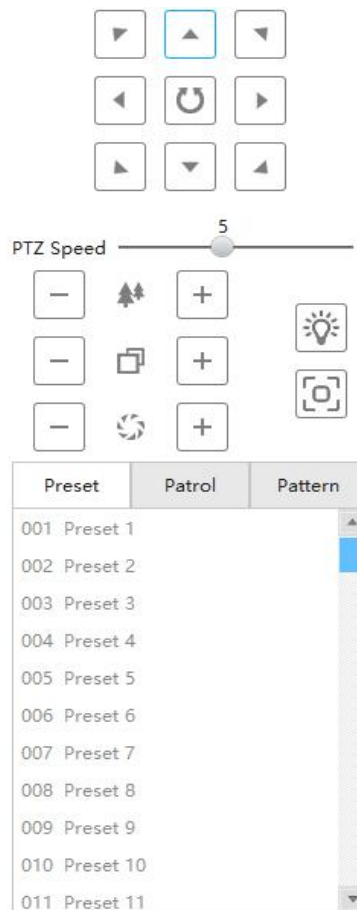 5
PTZ Speed
Preset Patrol Pattern
001 Preset 1
002 Preset 2
003 Preset 3
004 Preset 4
005 Preset 5
006 Preset 6
007 Preset 7
008 Preset 8
009 Preset 9
010 Preset 10
011 Preset 11